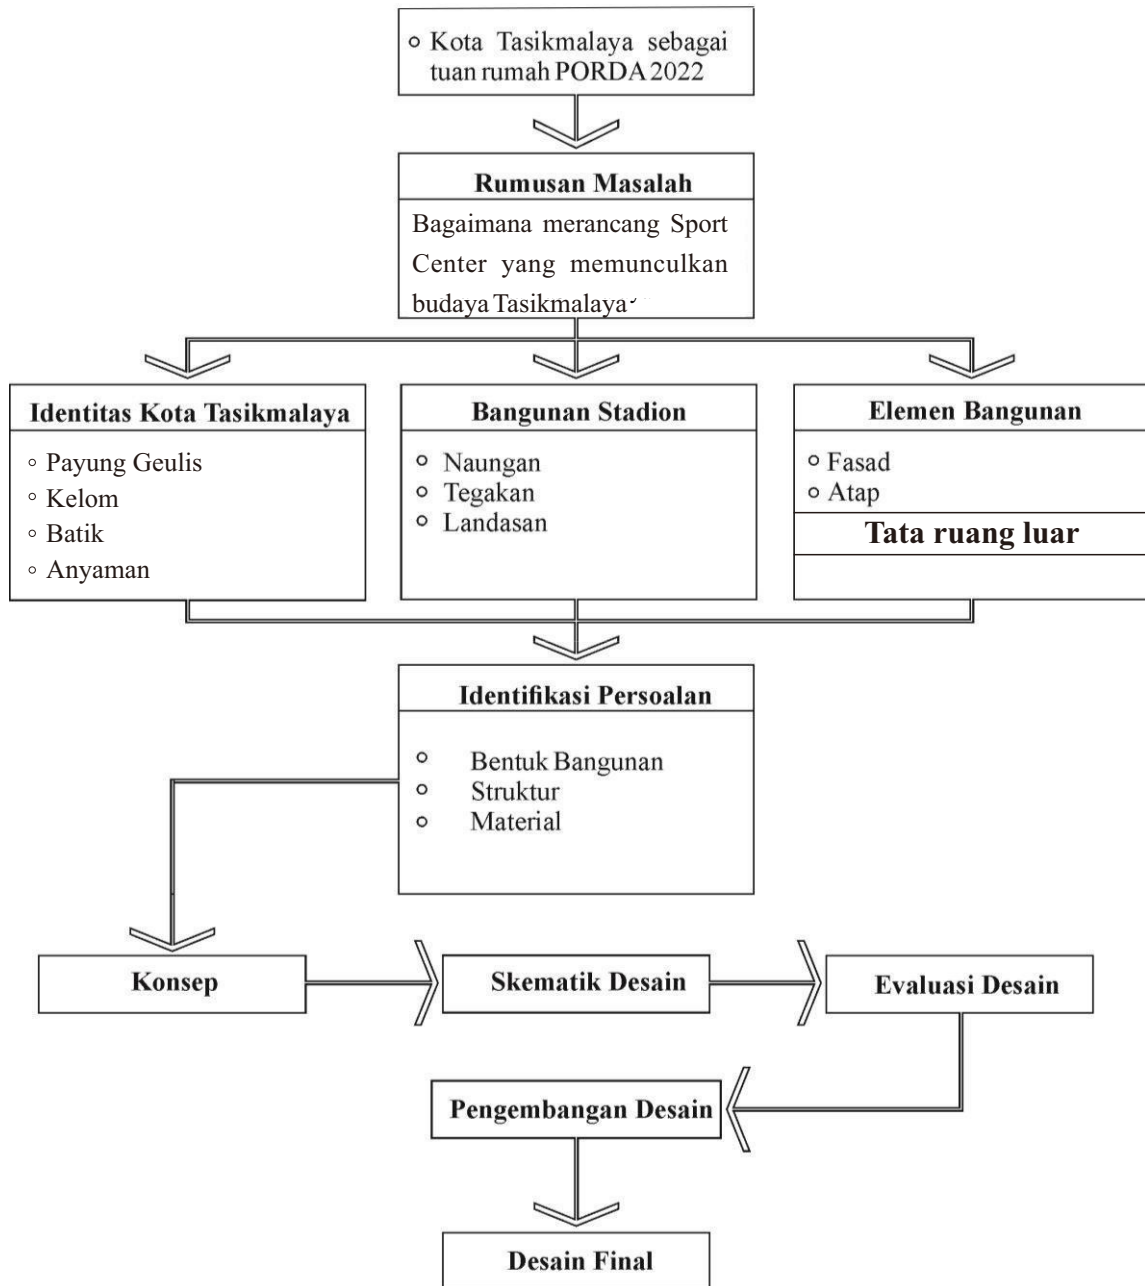 Kota Tasikmalaya sebagai
tuan rumah PORDA 2022
Rumusan Masalah
Bagaimana merancang Sport
Center yang memunculkan
budaya Tasikmalaya
Identitas Kota Tasikmalaya
Payung Geulis
Kelom
Batik
Anyaman
Bangunan Stadion
Naungan
Tegakan
Landasan
Elemen Bangunan
Fasad
Atap
Tata ruang luar
Identifikasi Persoalan
Bentuk Bangunan
Struktur
Material
Konsep
Skematik Desain
Evaluasi Desain
Pengembangan Desain
Desain Final